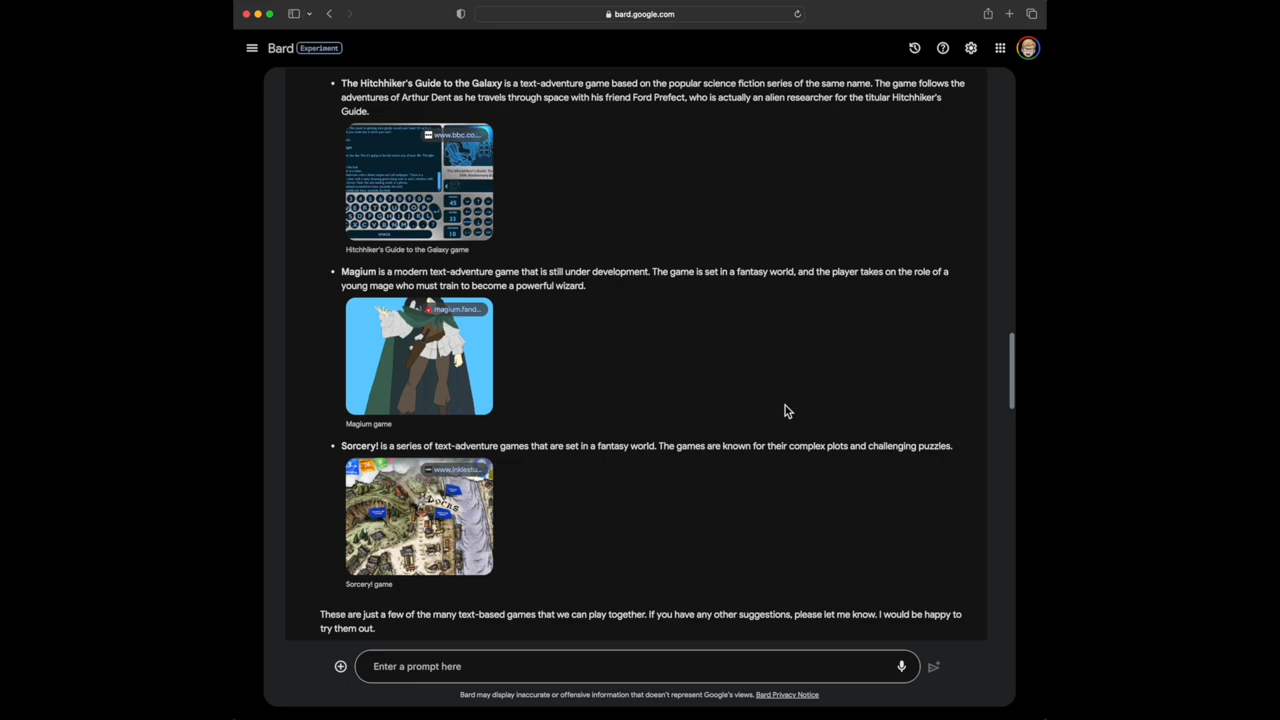 bard.google.com
Bard Experiment
The Hitchhiker's Guide to the Galaxy is a text-adventure game based on the popular science fiction series of the same name. The game follows the
adventures of Arthur Dent as he travels through space with his friend Ford Prefect, who is actually an alien researcher for the titular Hitchhiker's
Guide.
www.bbc.co...
SPACE
45
33
10
Hitchhiker's Guide to the Galaxy game
Magium is a modern text-adventure game that is still under development. The game is set in a fantasy world, and the player takes on the role of a
young mage who must train to become a powerful wizard.
magium.fand...
Magium game
Sorcery! is a series of text-adventure games that are set in a fantasy world. The games are known for their complex plots and challenging puzzles.
www.inklestu...
Docks
Sorcery! game
These are just a few of the many text-based games that we can play together. If you have any other suggestions, please let me know. I would be happy to
try them out.
Enter a prompt here
Bard may display inaccurate or offensive information that doesn't represent Google's views. Bard Privacy Notice